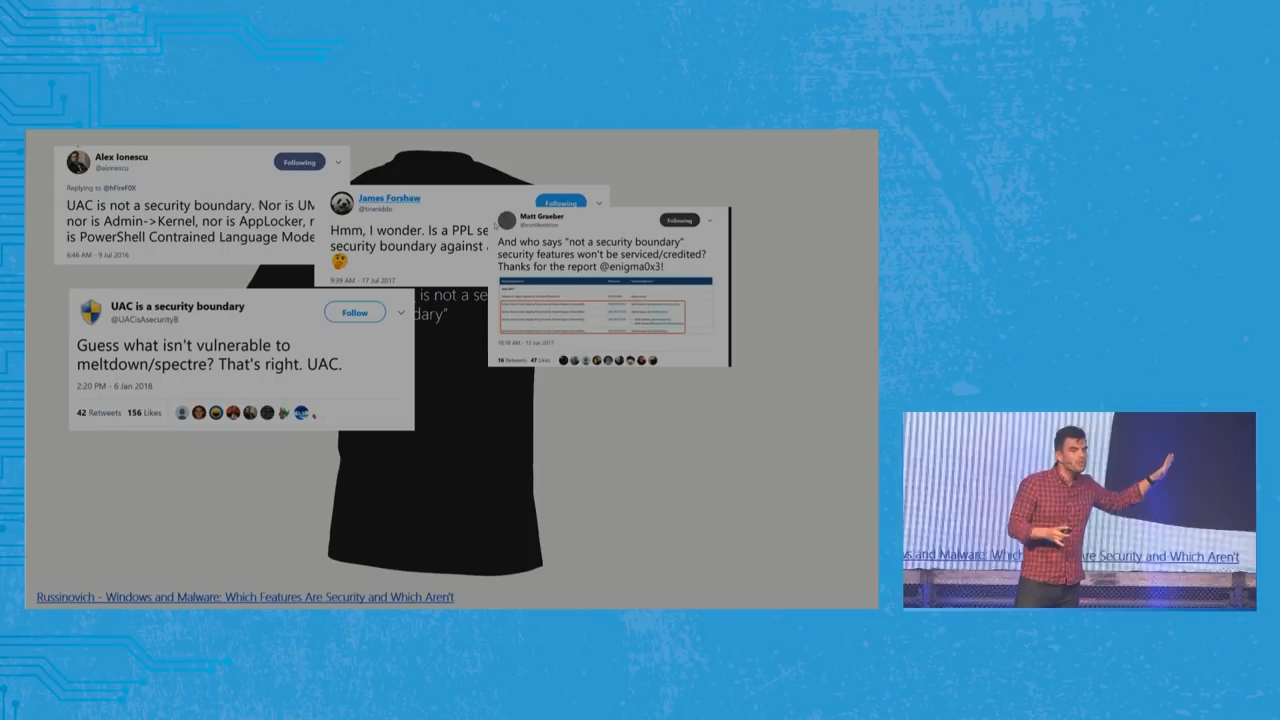 Alex Ionescu
@aionescu
Following
Replying to @hFireF0X
UAC is not a security boundary. Nor is UM
nor is Admin->Kernel, nor is AppLocker, r
is PowerShell Contrained Language Mode
6:46 AM - 9 Jul 2016
James Forshaw
@tiraniddo
Following
Hmm, I wonder. Is a PPL se
security boundary against
9:39 AM - 17 Jul 2017
Matt Graeber
Following
And who says "not a security boundary"
security features won't be serviced/credited?
Thanks for the report @enigma0x3!
10:18 AM - 13 Jun 2017
16 Retweets 47 Likes
is not a se
dary"
UAC is a security boundary
@UACisAsecurityB
Follow
Guess what isn't vulnerable to
meltdown/spectre? That's right. UAC.
2:20 PM - 6 Jan 2018
42 Retweets 156 Likes
Russinovich - Windows and Malware: Which Features Are Security and Which Aren't
ws and Malware: Which
re Security and Which Aren't